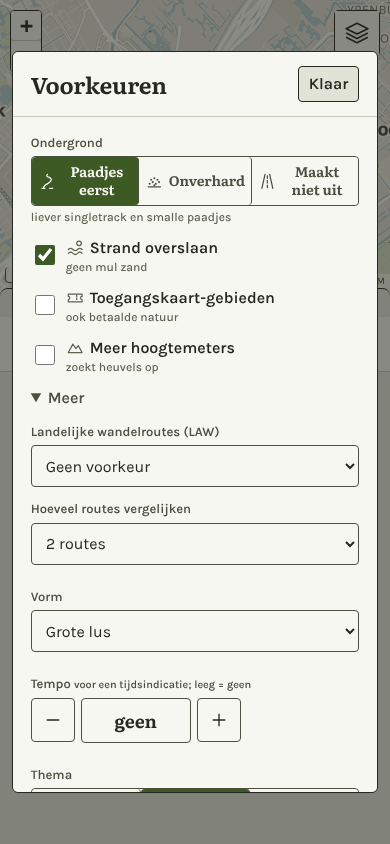 +
Voorkeuren
Klaar
Ondergrond
Paadjes eerst
Onverhard
Maakt niet uit
liever singletrack en smalle paadjes
Strand overslaan
geen mul zand
Toegangskaart-gebieden
ook betaalde natuur
Meer hoogtemeters
zoekt heuvels op
▼ Meer
Landelijke wandelroutes (LAW)
Geen voorkeur
Hoeveel routes vergelijken
2 routes
Vorm
Grote lus
Tempo voor een tijdsindicatie; leeg = geen
− geen +
Thema